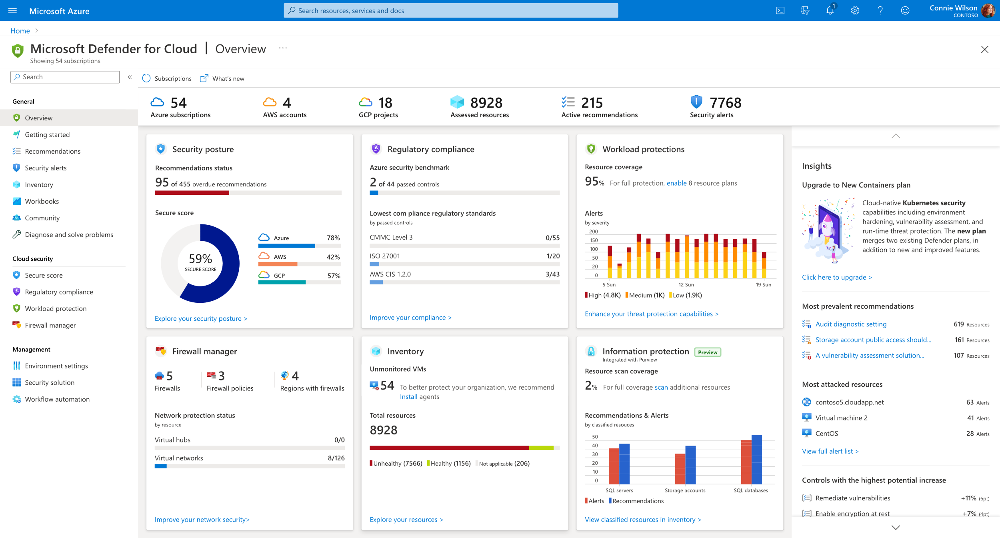 Microsoft Azure
Search resources, services and docs
1
Connie Wilson
CONTOSO
Home
Microsoft Defender for Cloud | Overview ...
Showing 54 subscriptions
Search
«
Subscriptions
What's new
General
Overview
Getting started
Recommendations
Security alerts
Inventory
Workbooks
Community
Diagnose and solve problems
Cloud security
Secure score
Regulatory compliance
Workload protection
Firewall manager
Management
Environment settings
Security solution
Workflow automation
54
Azure subscriptions
4
AWS accounts
18
GCP projects
8928
Assessed resources
215
Active recommendations
7768
Security alerts
Security posture
Recommendations status
95 of 455 overdue recommendations
Secure score
59%
SECURE SCORE
Azure 78%
AWS 42%
GCP 57%
Explore your security posture >
Regulatory compliance
Azure security benchmark
2 of 44 passed controls
Lowest com pliance regulatory standards
by passed controls
CMMC Level 3 0/55
ISO 27001 1/20
AWS CIS 1.2.0 3/43
Improve your compliance >
Workload protections
Resource coverage
95% For full protection, enable 8 resource plans
Alerts
by severity
200
150
100
50
20
0
5 Sun 12 Sun 19 Sun
High (4.8K) Medium (1K) Low (1.9K)
Enhance your threat protection capabilities >
Firewall manager
5
Firewalls
3
Firewall policies
4
Regions with firewalls
Network protection status
by resource
Virtual hubs 0/0
Virtual networks 8/126
Improve your network security>
Inventory
Unmonitored VMs
54 To better protect your organization, we recommend
Install agents
Total resources
8928
Unhealthy (7566) Healthy (1156) Not applicable (206)
Explore your resources >
Information protection Preview
Integrated with Purview
Resource scan coverage
2% For full coverage scan additional resources
Recommendations & Alerts
by classified resouces
50
40
30
20
10
0
SQL servers Storage accounts SQL databases
Alerts Recommendations
View classified resources in inventory >
Insights
Upgrade to New Containers plan
Cloud-native Kubernetes security
capabilities including environment
hardening, vulnerability assessment, and
run-time threat protection. The new plan
merges two existing Defender plans, in
addition to new and improved features.
Click here to upgrade >
Most prevalent recommendations
Audit diagnostic setting 619 Resources
Storage account public access should... 161 Resources
A vulnerability assessment solution... 107 Resources
Most attacked resources
contoso5.cloudapp.net 63 Alerts
Virtual machine 2 41 Alerts
CentOS 28 Alerts
View full alert list >
Controls with the highest potential increase
Remediate vulnerabilities +11% (6pt)
Enable encryption at rest +7% (4pt)